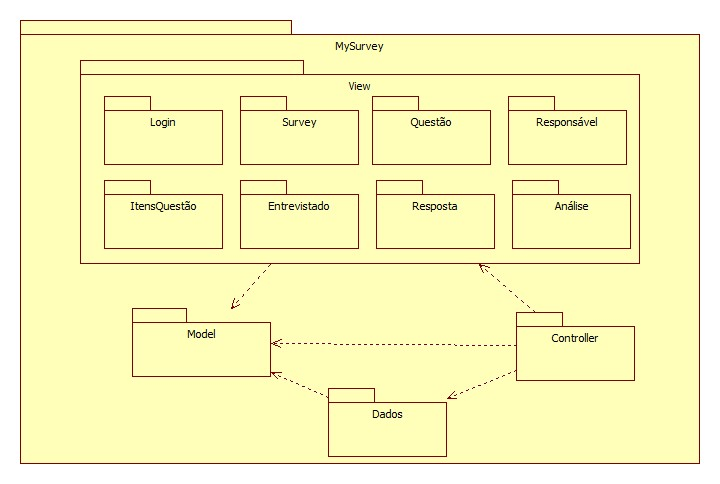 MySurvey
View
Login
Survey
Questão
Responsável
ItensQuestão
Entrevistado
Resposta
Análise
Model
Controller
Dados